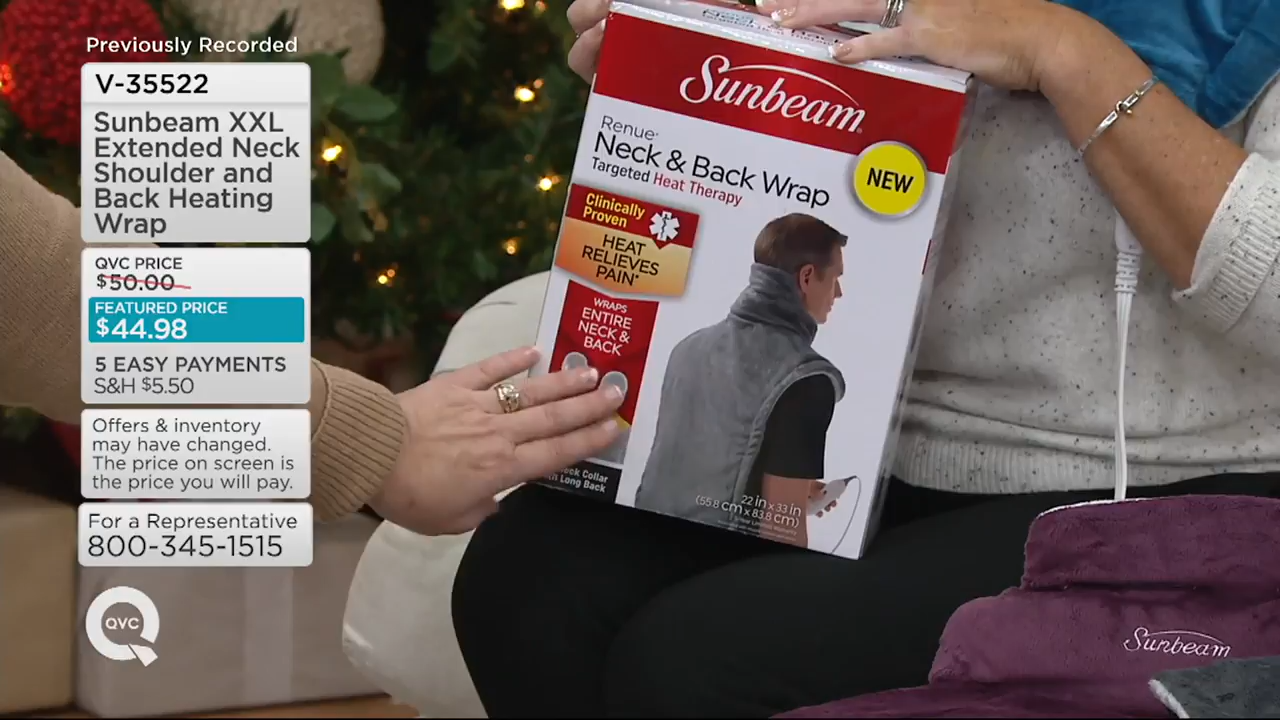 Previously Recorded
V-35522
Sunbeam XXL
Extended Neck
Shoulder and
Back Heating
Wrap
QVC PRICE
$50.00
FEATURED PRICE
$44.98
5 EASY PAYMENTS
S&H $5.50
Offers & inventory
may have changed.
The price on screen is
the price you will pay.
For a Representative
800-345-1515
QVC
Sunbeam
Renue
Neck & Back Wrap
Targeted Heat Therapy
NEW
Clinically
Proven
HEAT
RELIEVES
PAIN*
WRAPS
ENTIRE
NECK &
BACK
Collar
Long Back
22 in x 33 in
(55.8 cm x 83.8 cm)
Sunbeam